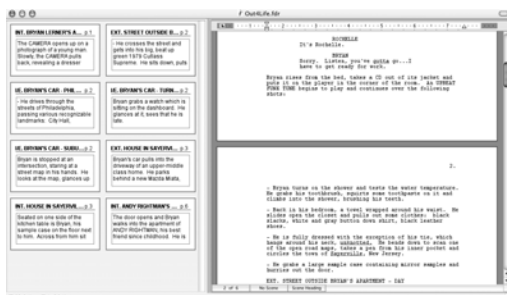 Out4Life.fdr
INT. BRYAN LERNER'S A... p.1
The CAMERA opens up on a
photograph of a young man.
Slowly, the CAMERA pulls
back, revealing a dresser
EXT. STREET OUTSIDE B... p.2
- He crosses the street and
gets into his big, beat up
green 1979 Cutlass
Supreme. He sits down, puts
I/E. BRYAN'S CAR - PHIL... p.2
- He drives through the
streets of Philadelphia,
passing various recognizable
landmarks: City Hall,
I/E. BRYAN'S CAR - TURN... p.2
Bryan grabs a watch which is
sitting on the dashboard. He
glances at it, sees that he is
late.
I/E. BRYAN'S CAR - SUBU... p.3
Bryan is stopped at an
intersection, staring at a
street map in his hands. He
looks at the map, glances up
EXT. HOUSE IN SAYERVI... p.3
Bryan's car pulls into the
driveway of an upper-middle
class home. He parks
behind a new Mazda Miata,
INT. HOUSE IN SAYERVI... p.3
Seated on one side of the
kitchen table is Bryan, his
sample case on the floor next
to him. Across from him sit
INT. ANDY RIGHTMAN'S ... p.6
The door opens and Bryan
walks into the apartment of
ANDY RIGHTMAN, his best
friend since childhood. He is
ROCHELLE
It's Rochelle.
BRYAN
Sorry. Listen, you've gotta go...I
have to get ready for work.
Bryan rises from the bed, takes a CD out of its jacket and
puts it on the player in the corner of the room. An UPBEAT
FUNK TUNE begins to play and continues over the following
shots:
2.
- Bryan turns on the shower and tests the water temperature.
He grabs his toothbrush, squirts some toothpaste on it and
climbs into the shower, brushing his teeth.
- Back in his bedroom, a towel wrapped around his waist. He
slides open the closet and pulls out some clothes: black
slacks, white and gray button down shirt, black leather
shoes.
- He is fully dressed with the exception of his tie, which
hangs around his neck, unknotted. He bends down to scan one
of the open road maps, takes a pen from his inner pocket and
circles the town of Sayerville, New Jersey.
- He grabs a large sample case containing mirror samples and
hurries out the door.
EXT. STREET OUTSIDE BRYAN'S APARTMENT - DAY
2 of 6 No Scene Scene Heading